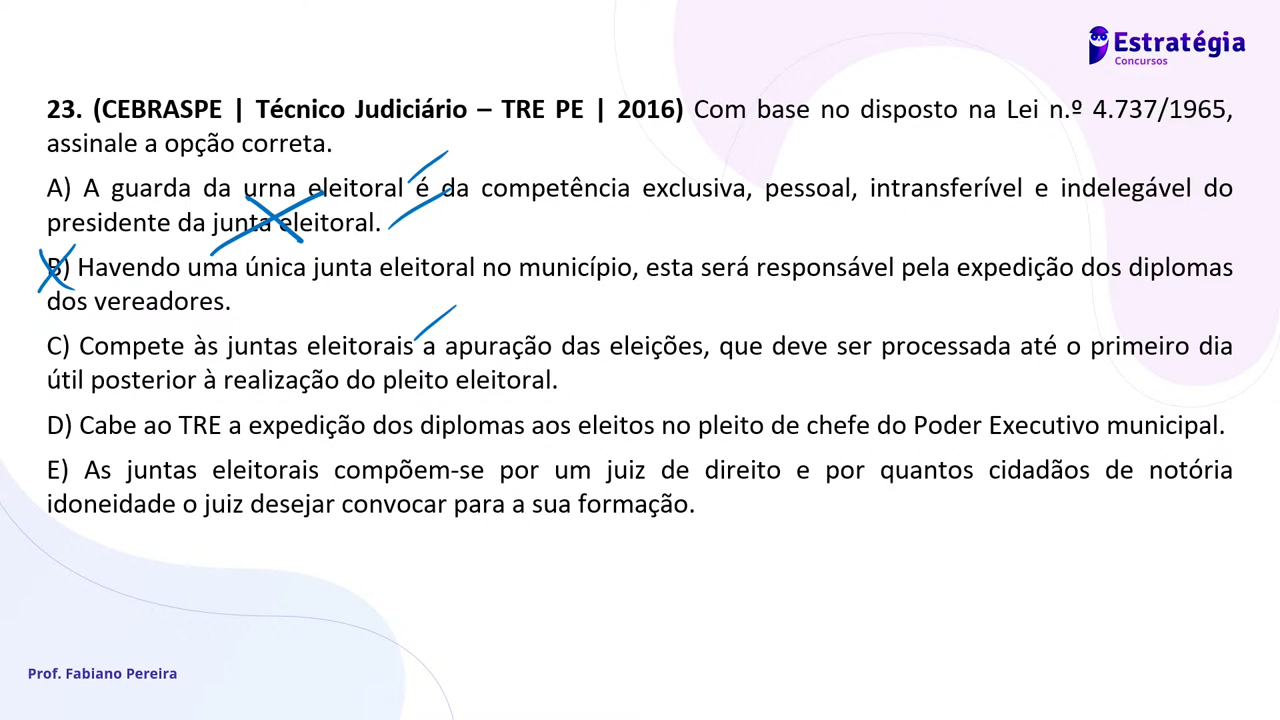 Estratégia
Concursos
23. (CEBRASPE | Técnico Judiciário – TRE PE | 2016) Com base no disposto na Lei n.º 4.737/1965,
assinale a opção correta.
A) A guarda da urna eleitoral é da competência exclusiva, pessoal, intransferível e indelegável do
presidente da junta eleitoral.
B) Havendo uma única junta eleitoral no município, esta será responsável pela expedição dos diplomas
dos vereadores.
C) Compete às juntas eleitorais a apuração das eleições, que deve ser processada até o primeiro dia
útil posterior à realização do pleito eleitoral.
D) Cabe ao TRE a expedição dos diplomas aos eleitos no pleito de chefe do Poder Executivo municipal.
E) As juntas eleitorais compõem-se por um juiz de direito e por quantos cidadãos de notória
idoneidade o juiz desejar convocar para a sua formação.
Prof. Fabiano Pereira